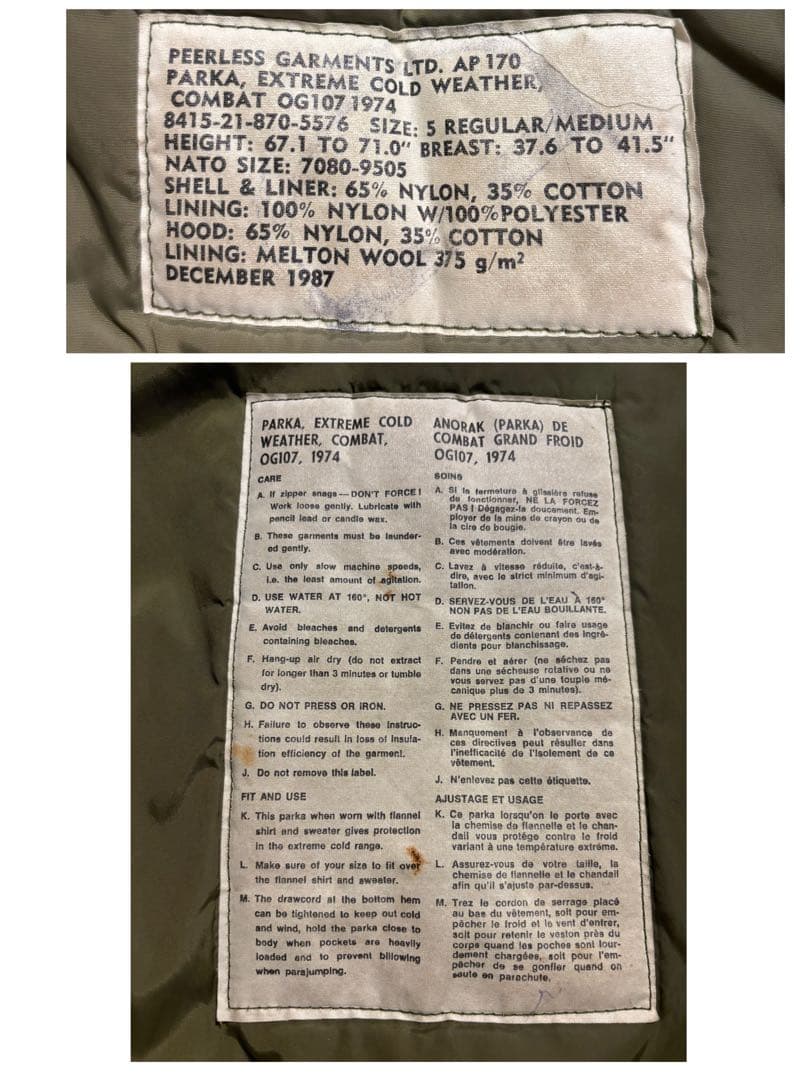 PEERLESS GARMENTS LTD. AP 170
PARKA, EXTREME COLD WEATHER,
COMBAT OG107 1974
8415-21-870-5576 SIZE: 5 REGULAR/MEDIUM
HEIGHT: 67.1 TO 71.0" BREAST: 37.6 TO 41.5"
NATO SIZE: 7080-9505
SHELL & LINER: 65% NYLON, 35% COTTON
LINING: 100% NYLON W/100% POLYESTER
HOOD: 65% NYLON, 35% COTTON
LINING: MELTON WOOL 375 g/m²
DECEMBER 1987
PARKA, EXTREME COLD
WEATHER, COMBAT,
OG107, 1974
CARE
A. If zipper snags — DON'T FORCE!
Work loose gently. Lubricate with
pencil lead or candle wax.
B. These garments must be launder-
ed gently.
C. Use only slow machine speeds,
i.e. the least amount of agitation.
D. USE WATER AT 160°, NOT HOT
WATER.
E. Avoid bleaches and detergents
containing bleaches.
F. Hang-up air dry (do not extract
for longer than 3 minutes or tumble
dry).
G. DO NOT PRESS OR IRON.
H. Failure to observe these instruc-
tions could result in loss of insula-
tion efficiency of the garment.
J. Do not remove this label.
FIT AND USE
K. This parka when worn with flannel
shirt and sweater gives protection
in the extreme cold range.
L. Make sure of your size to fit over
the flannel shirt and sweater.
M. The drawcord at the bottom hem
can be tightened to keep out cold
and wind, hold the parka close to
body when pockets are heavily
loaded and to prevent billowing
when parajumping.
ANORAK (PARKA) DE
COMBAT GRAND FROID
OG107, 1974
SOINS
A. Si la fermeture à glissière refuse
de fonctionner, NE LA FORCEZ
PAS! Dégagez-la doucement. Em-
ployer de la mine de crayon ou de
la cire de bougie.
B. Ces vêtements doivent être lavés
avec modération.
C. Lavez à vitesse réduite, c'est-à-
dire, avec le strict minimum d'agi-
tation.
D. SERVEZ-VOUS DE L'EAU À 160°
NON PAS DE L'EAU BOUILLANTE.
E. Evitez de blanchir ou faire usage
de détergents contenant des ingré-
dients pour blanchissage.
F. Pendre et aérer (ne séchez pas
dans une sécheuse rotative ou ne
vous servez pas d'une toupie mé-
canique plus de 3 minutes).
G. NE PRESSEZ PAS NI REPASSEZ
AVEC UN FER.
H. Manquement à l'observance de
ces directives peut résulter dans
l'inefficacité de l'isolement de ce
vêtement.
J. N'enlevez pas cette étiquette.
AJUSTAGE ET USAGE
K. Ce parka lorsqu'on le porte avec
la chemise de flannelle et le chan-
dail vous protège contre le froid
variant à une température extrême.
L. Assurez-vous de votre taille, la
chemise de flannelle et le chandail
afin qu'il s'ajuste par-dessus.
M. Trez le cordon de serrage placé
au bas du vêtement, soit pour em-
pêcher le froid et le vent d'entrer,
soit pour retenir le veston près du
corps quand les poches sont lour-
dement chargées, soit pour l'em-
pêcher de se gonfler quand on
saute en parachute.